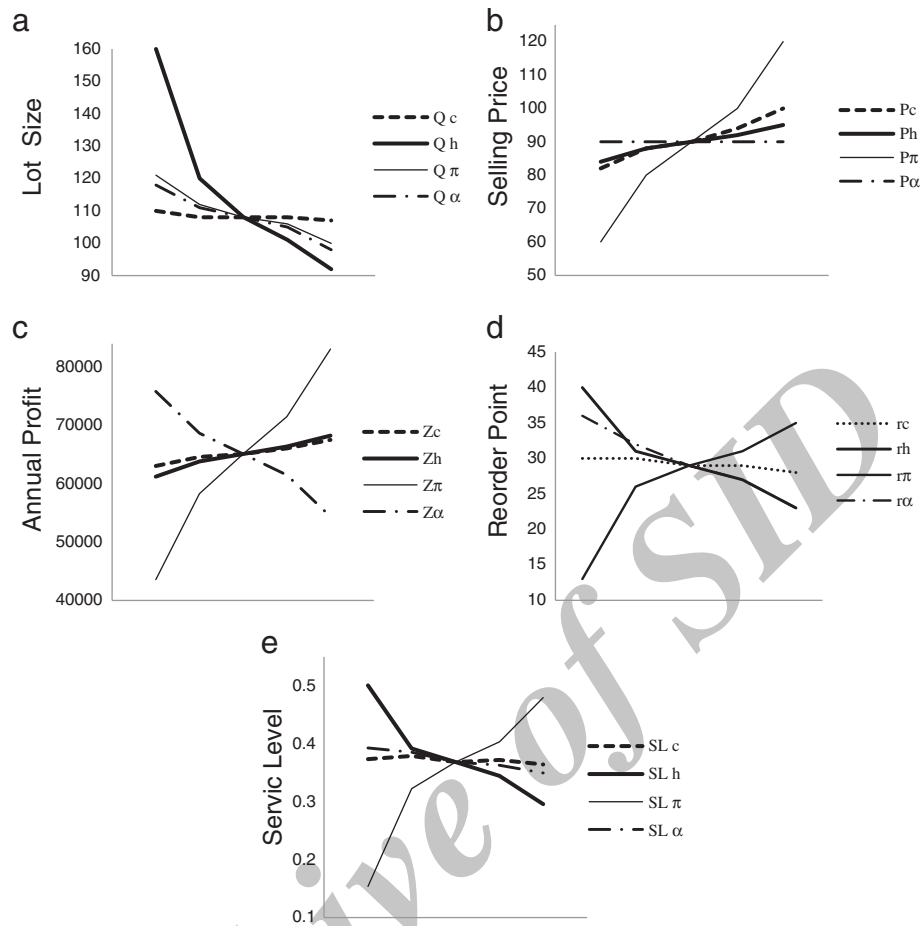 a
160
150
140
130
120
110
100
90
Lot Size
Q c
Q h
Q π
Q α
b
120
110
100
90
80
70
60
50
Selling Price
Pc
Ph
Pπ
Pα
c
80000
70000
60000
50000
40000
Annual Profit
Zc
Zh
Zπ
Zα
d
45
40
35
30
25
20
15
10
Reorder Point
rc
rh
rπ
rα
e
0.5
0.4
0.3
0.2
0.1
Servic Level
SL c
SL h
SL π
SL α
ive of SID